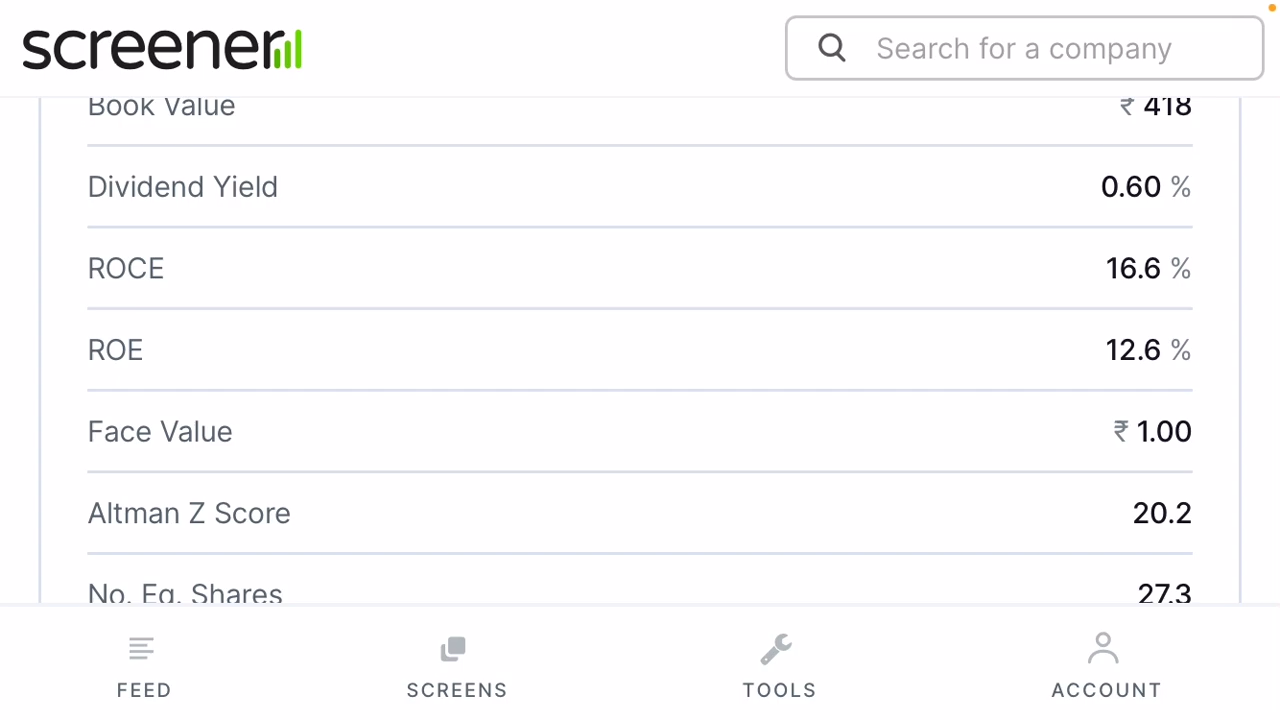 screener
Search for a company
Book Value ₹ 418
Dividend Yield 0.60 %
ROCE 16.6 %
ROE 12.6 %
Face Value ₹ 1.00
Altman Z Score 20.2
No. Eq. Shares 27.3
FEED SCREENS TOOLS ACCOUNT